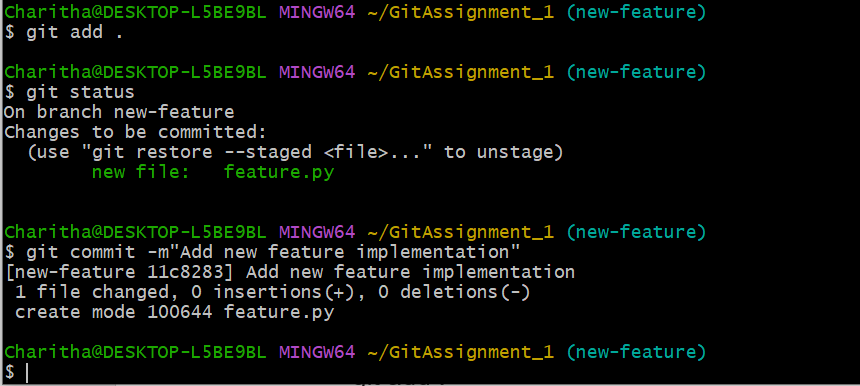 Charitha@DESKTOP-L5BE9BL MINGW64 ~/GitAssignment_1 (new-feature)
$ git add .
Charitha@DESKTOP-L5BE9BL MINGW64 ~/GitAssignment_1 (new-feature)
$ git status
On branch new-feature
Changes to be committed:
  (use "git restore --staged <file>..." to unstage)
        new file:   feature.py
Charitha@DESKTOP-L5BE9BL MINGW64 ~/GitAssignment_1 (new-feature)
$ git commit -m"Add new feature implementation"
[new-feature 11c8283] Add new feature implementation
 1 file changed, 0 insertions(+), 0 deletions(-)
 create mode 100644 feature.py
Charitha@DESKTOP-L5BE9BL MINGW64 ~/GitAssignment_1 (new-feature)
$